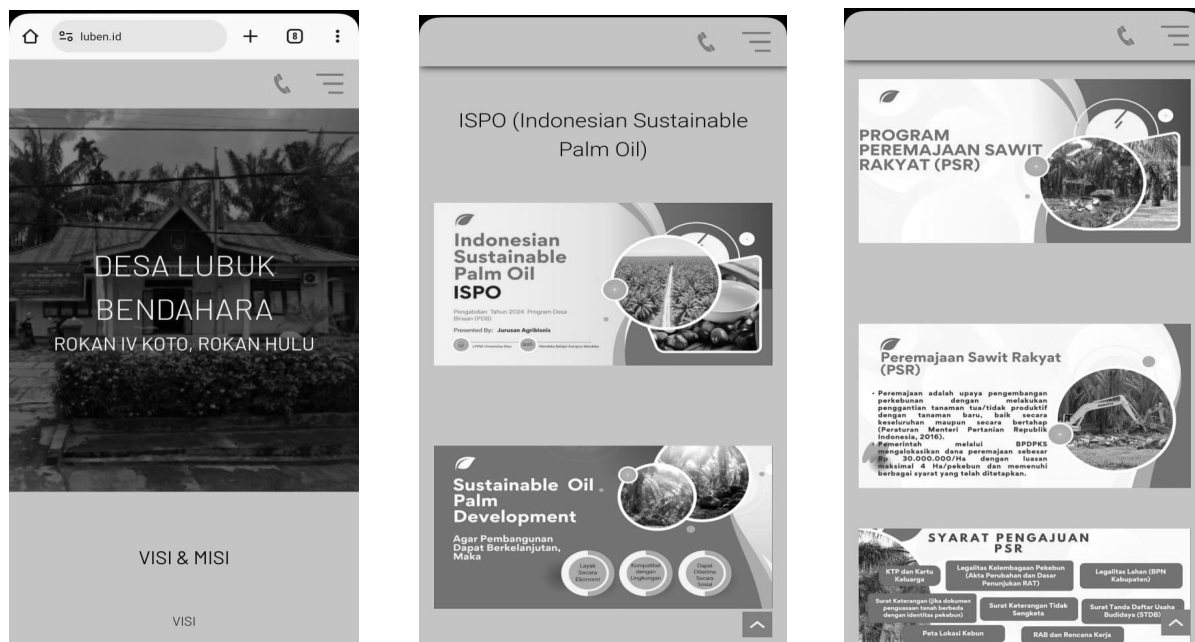 luben.id
8
DESA LUBUK
BENDAHARA
ROKAN IV KOTO, ROKAN HULU
VISI & MISI
VISI
ISPO (Indonesian Sustainable
Palm Oil)
Indonesian
Sustainable
Palm Oil
ISPO
Pengabdian Tahun 2024 Program Desa
Binaan (PDB)
Presented By: Jurusan Agribisnis
LPPM Universitas Riau
Merdeka Belajar Kampus Merdeka
Sustainable Oil
Palm
Development
Agar Pembangunan
Dapat Berkelanjutan,
Maka
Layak
Secara
Ekonomi
Kompatibel
dengan
Lingkungan
Dapat
Diterima
Secara
Sosial
PROGRAM
PEREMAJAAN SAWIT
RAKYAT (PSR)
Peremajaan Sawit Rakyat
(PSR)
• Peremajaan adalah upaya pengembangan
perkebunan dengan melakukan
penggantian tanaman tua/tidak produktif
dengan tanaman baru, baik secara
keseluruhan maupun secara bertahap
(Peraturan Menteri Pertanian Republik
Indonesia, 2016).
• Pemerintah melalui BPDPKS
mengalokasikan dana peremajaan sebesar
Rp 30.000.000/Ha dengan luasan
maksimal 4 Ha/pekebun dan memenuhi
berbagai syarat yang telah ditetapkan.
SYARAT PENGAJUAN
PSR
KTP dan Kartu
Keluarga
Legalitas Kelembagaan Pekebun
(Akta Perubahan dan Dasar
Penunjukan RAT)
Legalitas Lahan (BPN
Kabupaten)
Surat Keterangan (jika dokumen
penguasaan tanah berbeda
dengan identitas pekebun)
Surat Keterangan Tidak
Sengketa
Surat Tanda Daftar Usaha
Budidaya (STDB)
Peta Lokasi Kebun
RAB dan Rencana Kerja